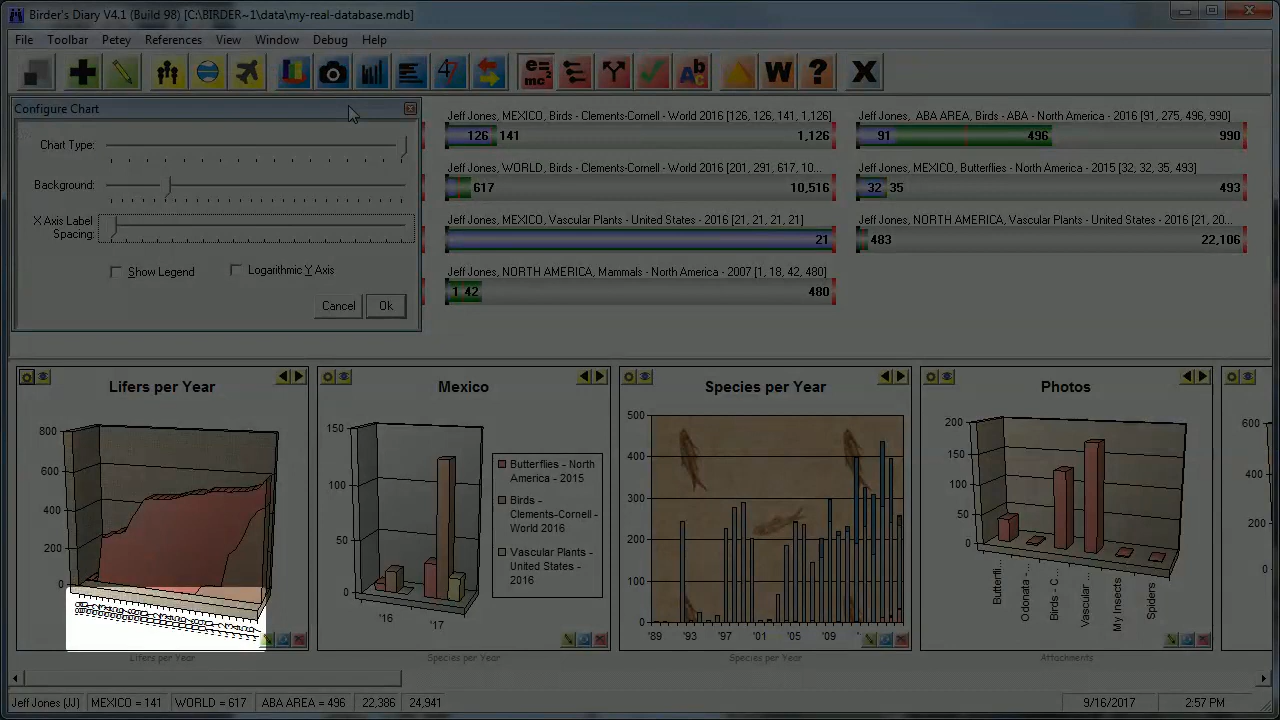 Birder's Diary V4.1 (Build 98) [C:\BIRDER~1\data\my-real-database.mdb]
File Toolbar Petey References View Window Debug Help
e=
mc²
47
Ab
W
?
X
Configure Chart
Chart Type:
Background:
X Axis Label
Spacing:
Show Legend
Logarithmic Y Axis
Cancel
Ok
Jeff Jones, MEXICO, Birds - Clements-Cornell - World 2016 [126, 126, 141, 1,126]
126 141 1,126
Jeff Jones, WORLD, Birds - Clements-Cornell - World 2016 [201, 291, 617, 10...
617 10,516
Jeff Jones, MEXICO, Vascular Plants - United States - 2016 [21, 21, 21, 21]
21
Jeff Jones, NORTH AMERICA, Mammals - North America - 2007 [1, 18, 42, 480]
1 42 480
Jeff Jones, ABA AREA, Birds - ABA - North America - 2016 [91, 275, 496, 990]
91 496 990
Jeff Jones, MEXICO, Butterflies - North America - 2015 [32, 32, 35, 493]
32 35 493
Jeff Jones, NORTH AMERICA, Vascular Plants - United States - 2016 [21, 20...
483 22,106
Lifers per Year
800
600
400
200
0
Lifers per Year
Mexico
150
100
50
0
'16 '17
Butterflies - North
America - 2015
Birds -
Clements-Cornell -
World 2016
Vascular Plants -
United States -
2016
Species per Year
Species per Year
500
400
300
200
100
0
'89 '93 '97 '01 '05 '09
Species per Year
Photos
200
150
100
50
0
Butterfli...
Odonata -...
Birds - C...
Vascular ...
My Insects
Spiders
Attachments
600
400
200
0
Jeff Jones (JJ) MEXICO = 141 WORLD = 617 ABA AREA = 496 22,386 24,941 9/16/2017 2:57 PM